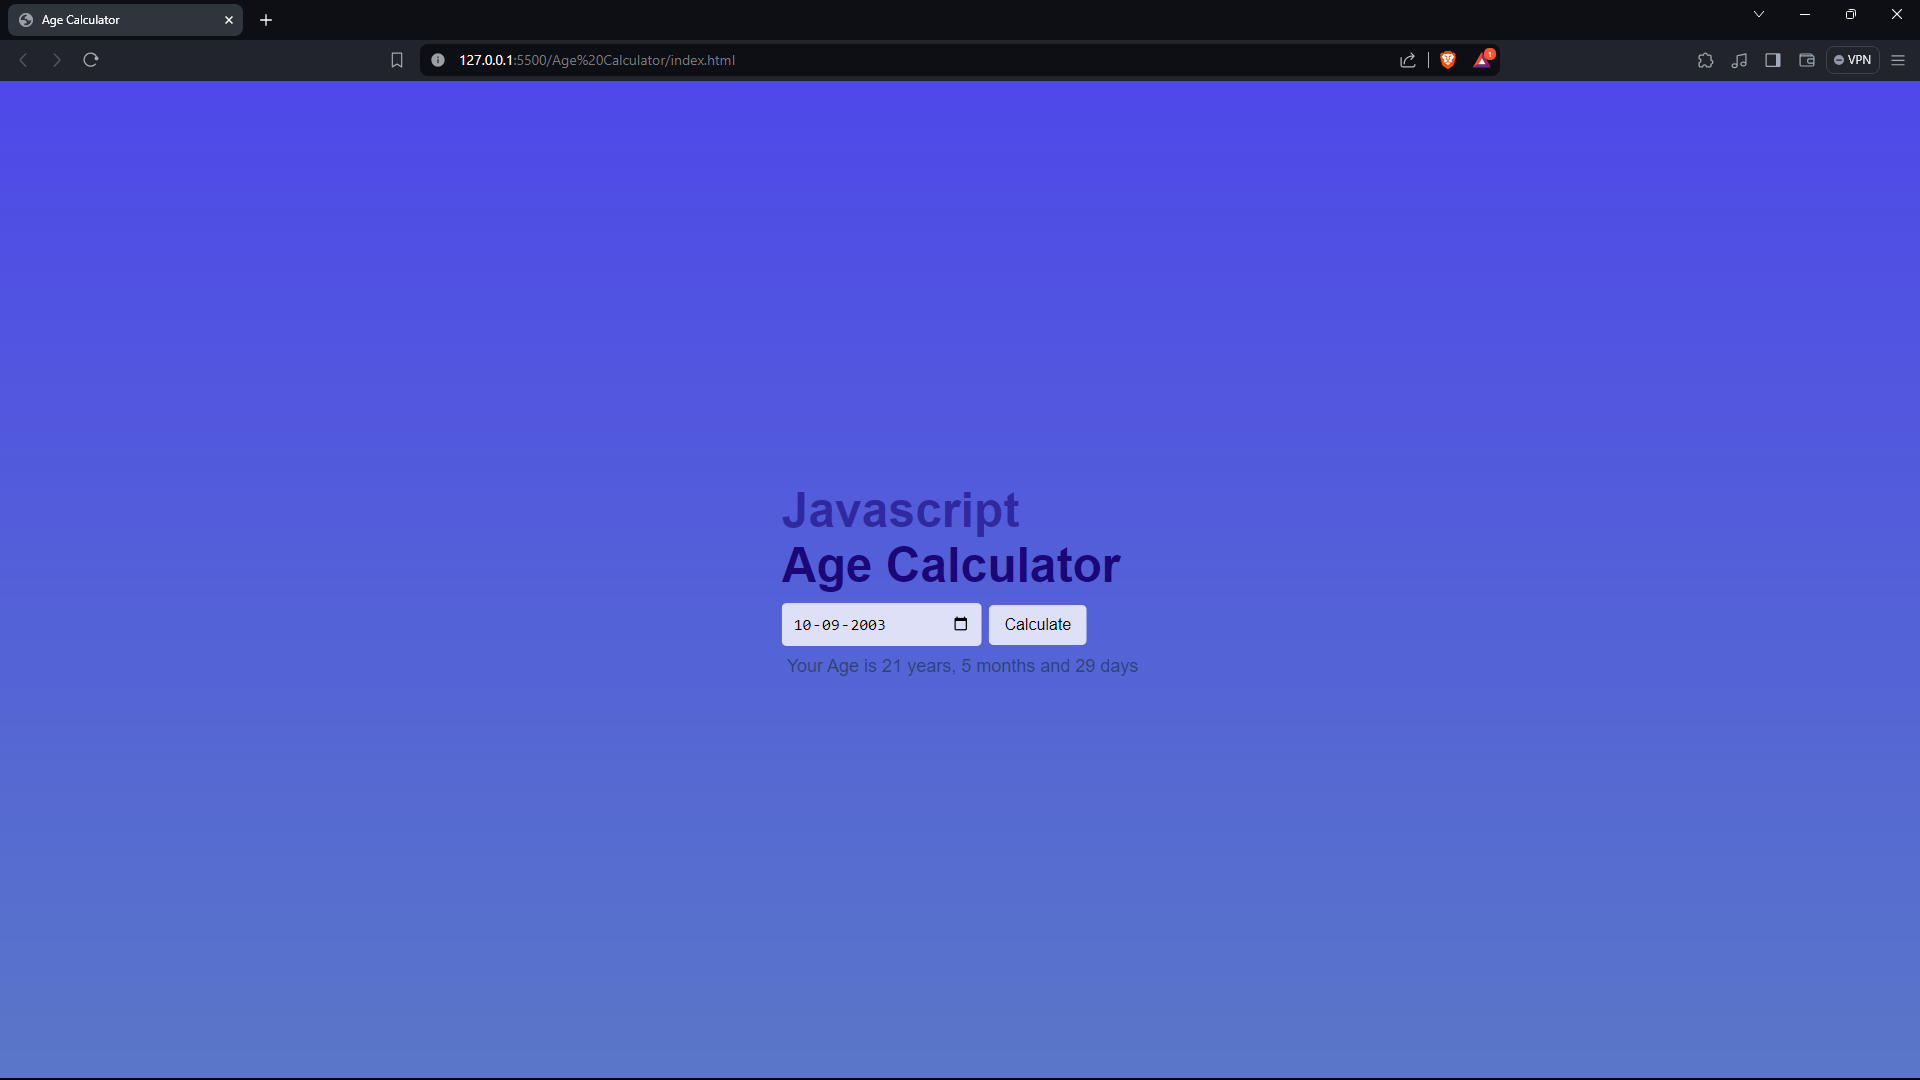 Age Calculator
127.0.0.1:5500/Age%20Calculator/index.html
1
VPN
Javascript
Age Calculator
10-09-2003
Calculate
Your Age is 21 years, 5 months and 29 days